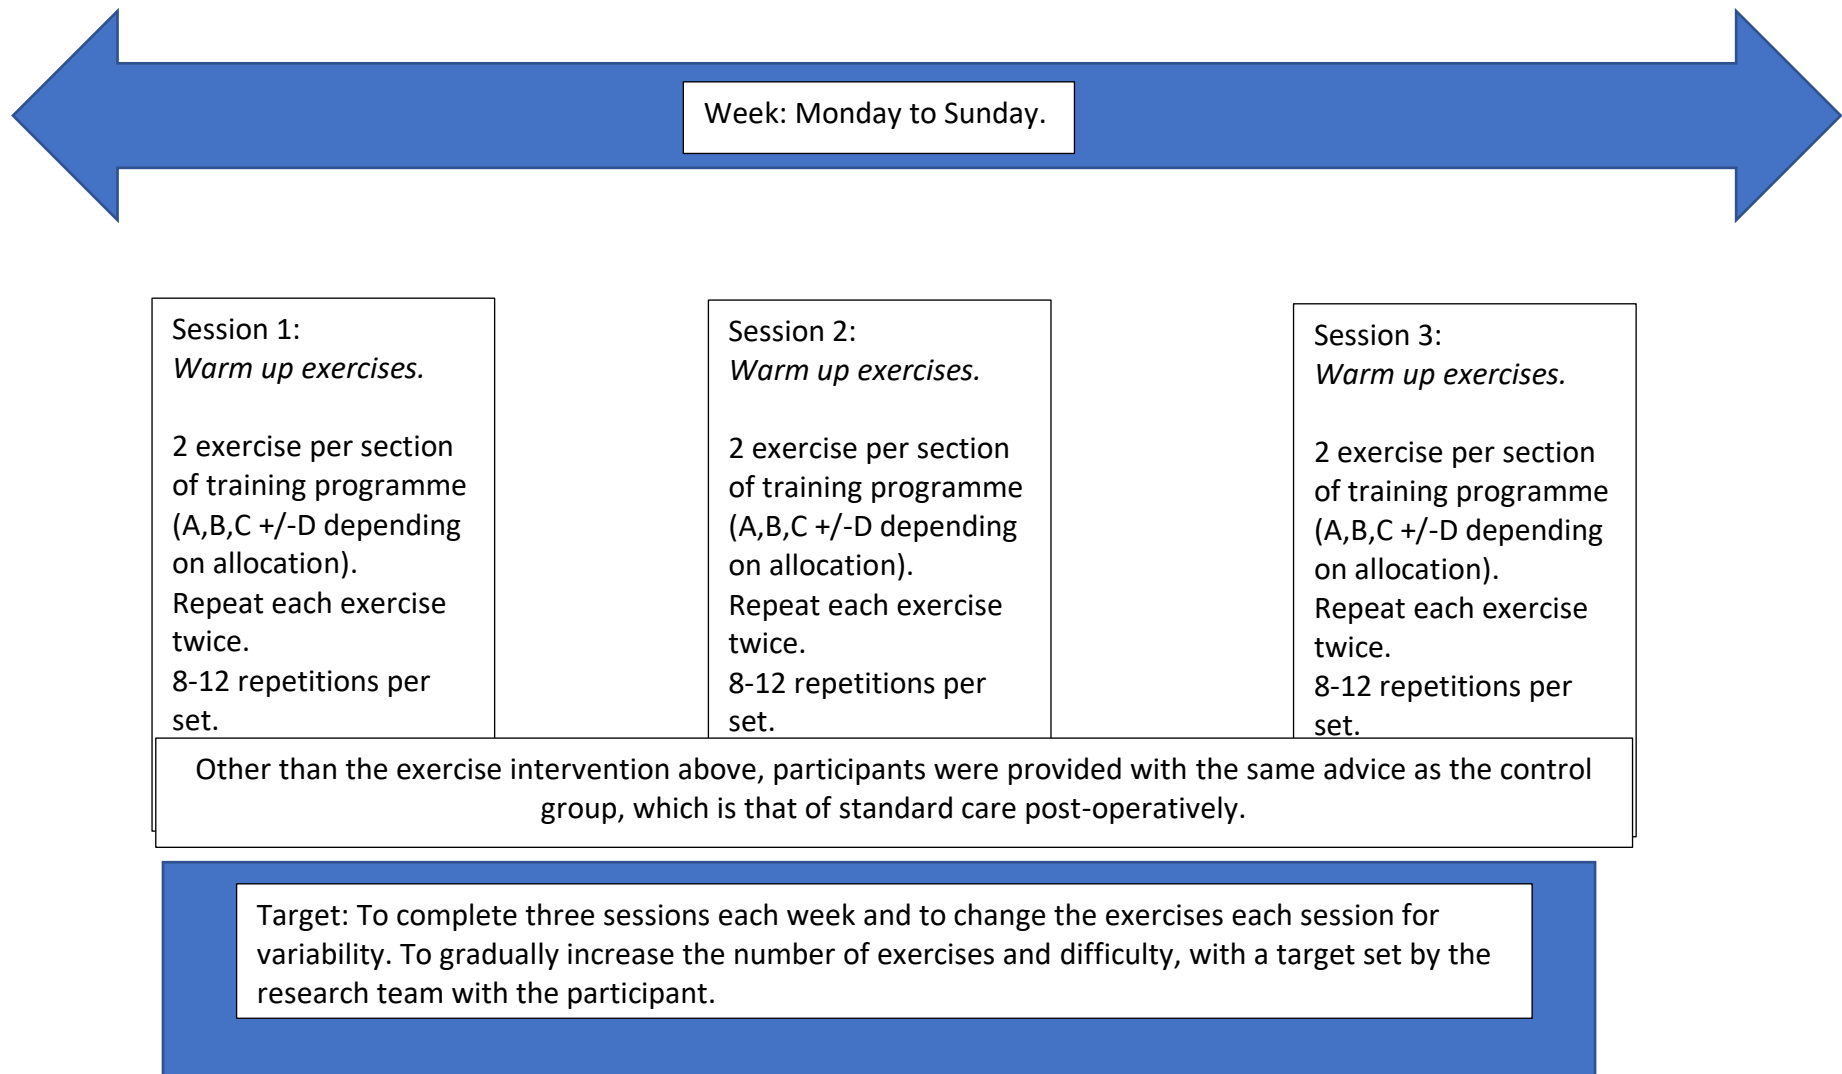 Week: Monday to Sunday.
Session 1:
Warm up exercises.
2 exercise per section
of training programme
(A,B,C +/-D depending
on allocation).
Repeat each exercise
twice.
8-12 repetitions per
set.
Session 2:
Warm up exercises.
2 exercise per section
of training programme
(A,B,C +/-D depending
on allocation).
Repeat each exercise
twice.
8-12 repetitions per
set.
Session 3:
Warm up exercises.
2 exercise per section
of training programme
(A,B,C +/-D depending
on allocation).
Repeat each exercise
twice.
8-12 repetitions per
set.
Other than the exercise intervention above, participants were provided with the same advice as the control
group, which is that of standard care post-operatively.
Target: To complete three sessions each week and to change the exercises each session for
variability. To gradually increase the number of exercises and difficulty, with a target set by the
research team with the participant.